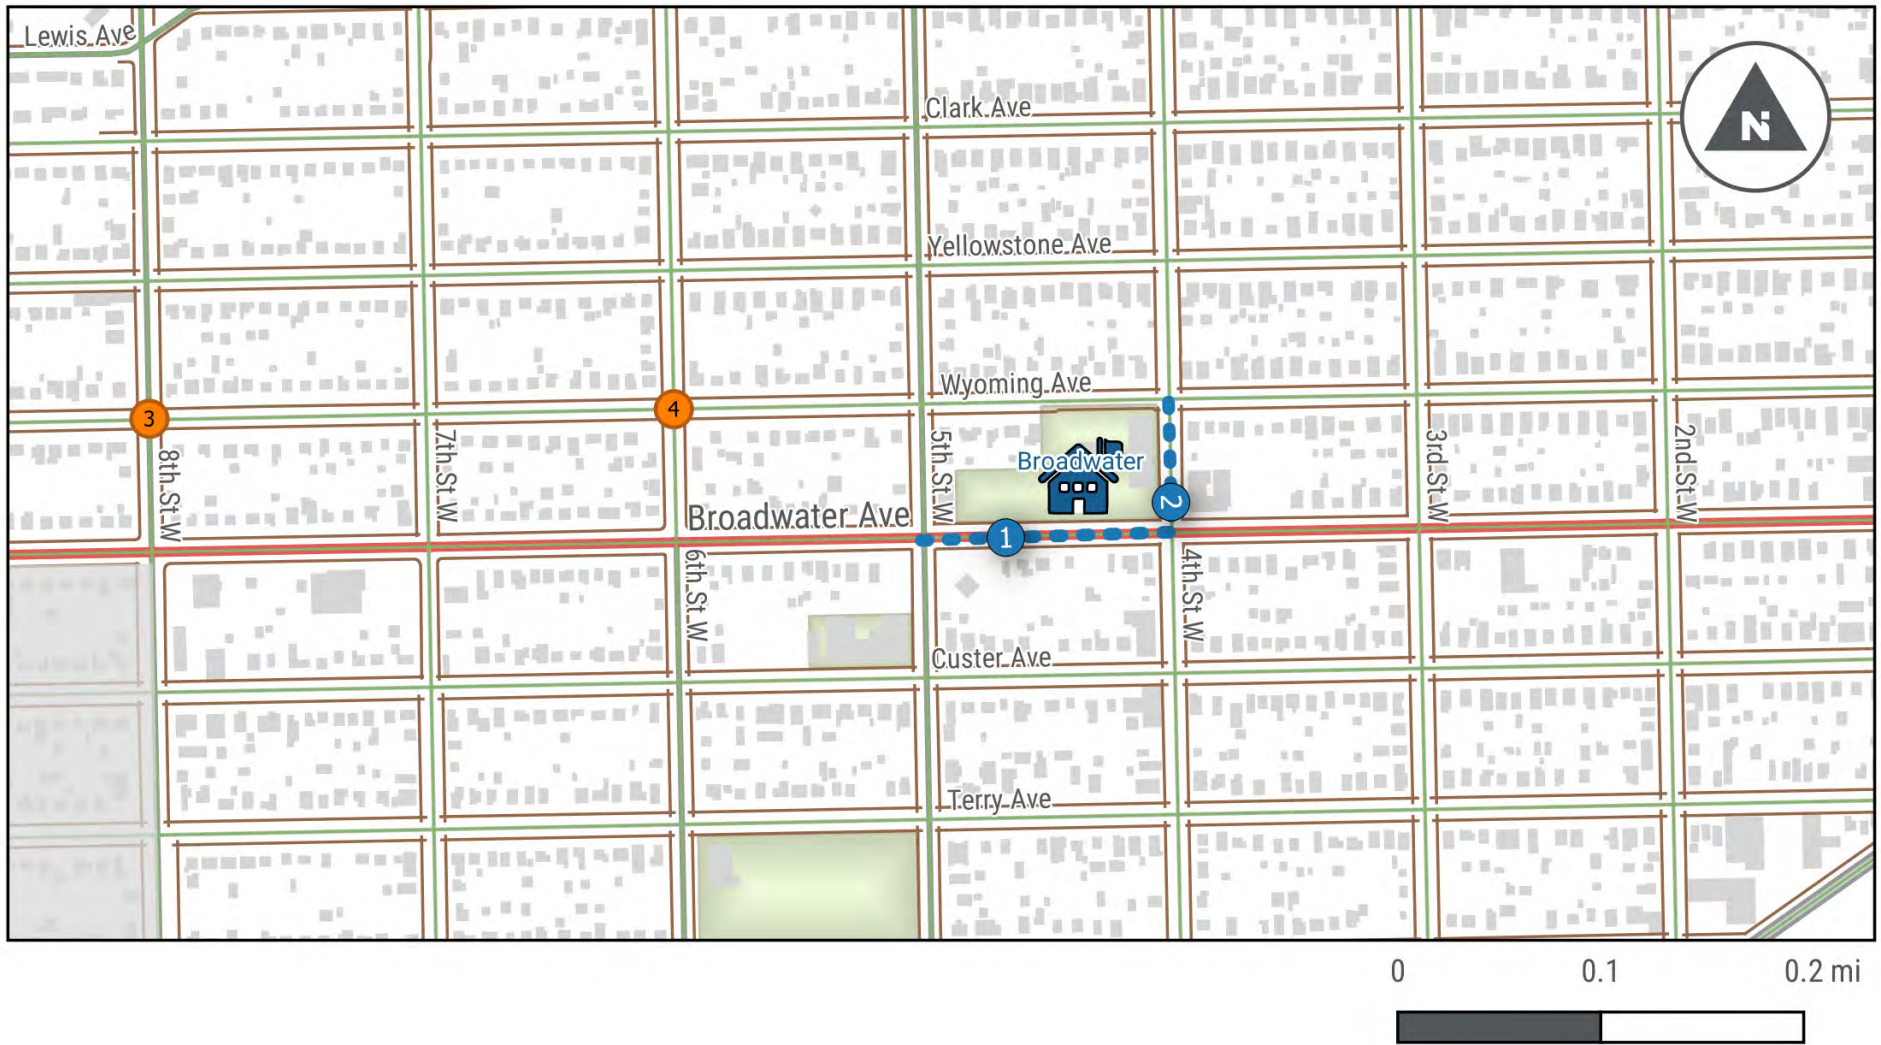 Lewis Ave
Clark Ave
N
Yellowstone Ave
Wyoming Ave
3
4
8th St W
7th St W
5th St W
Broadwater
3rd St W
2nd St W
2
Broadwater Ave
1
6th St W
4th St W
Custer Ave
Terry Ave
0 0.1 0.2 mi